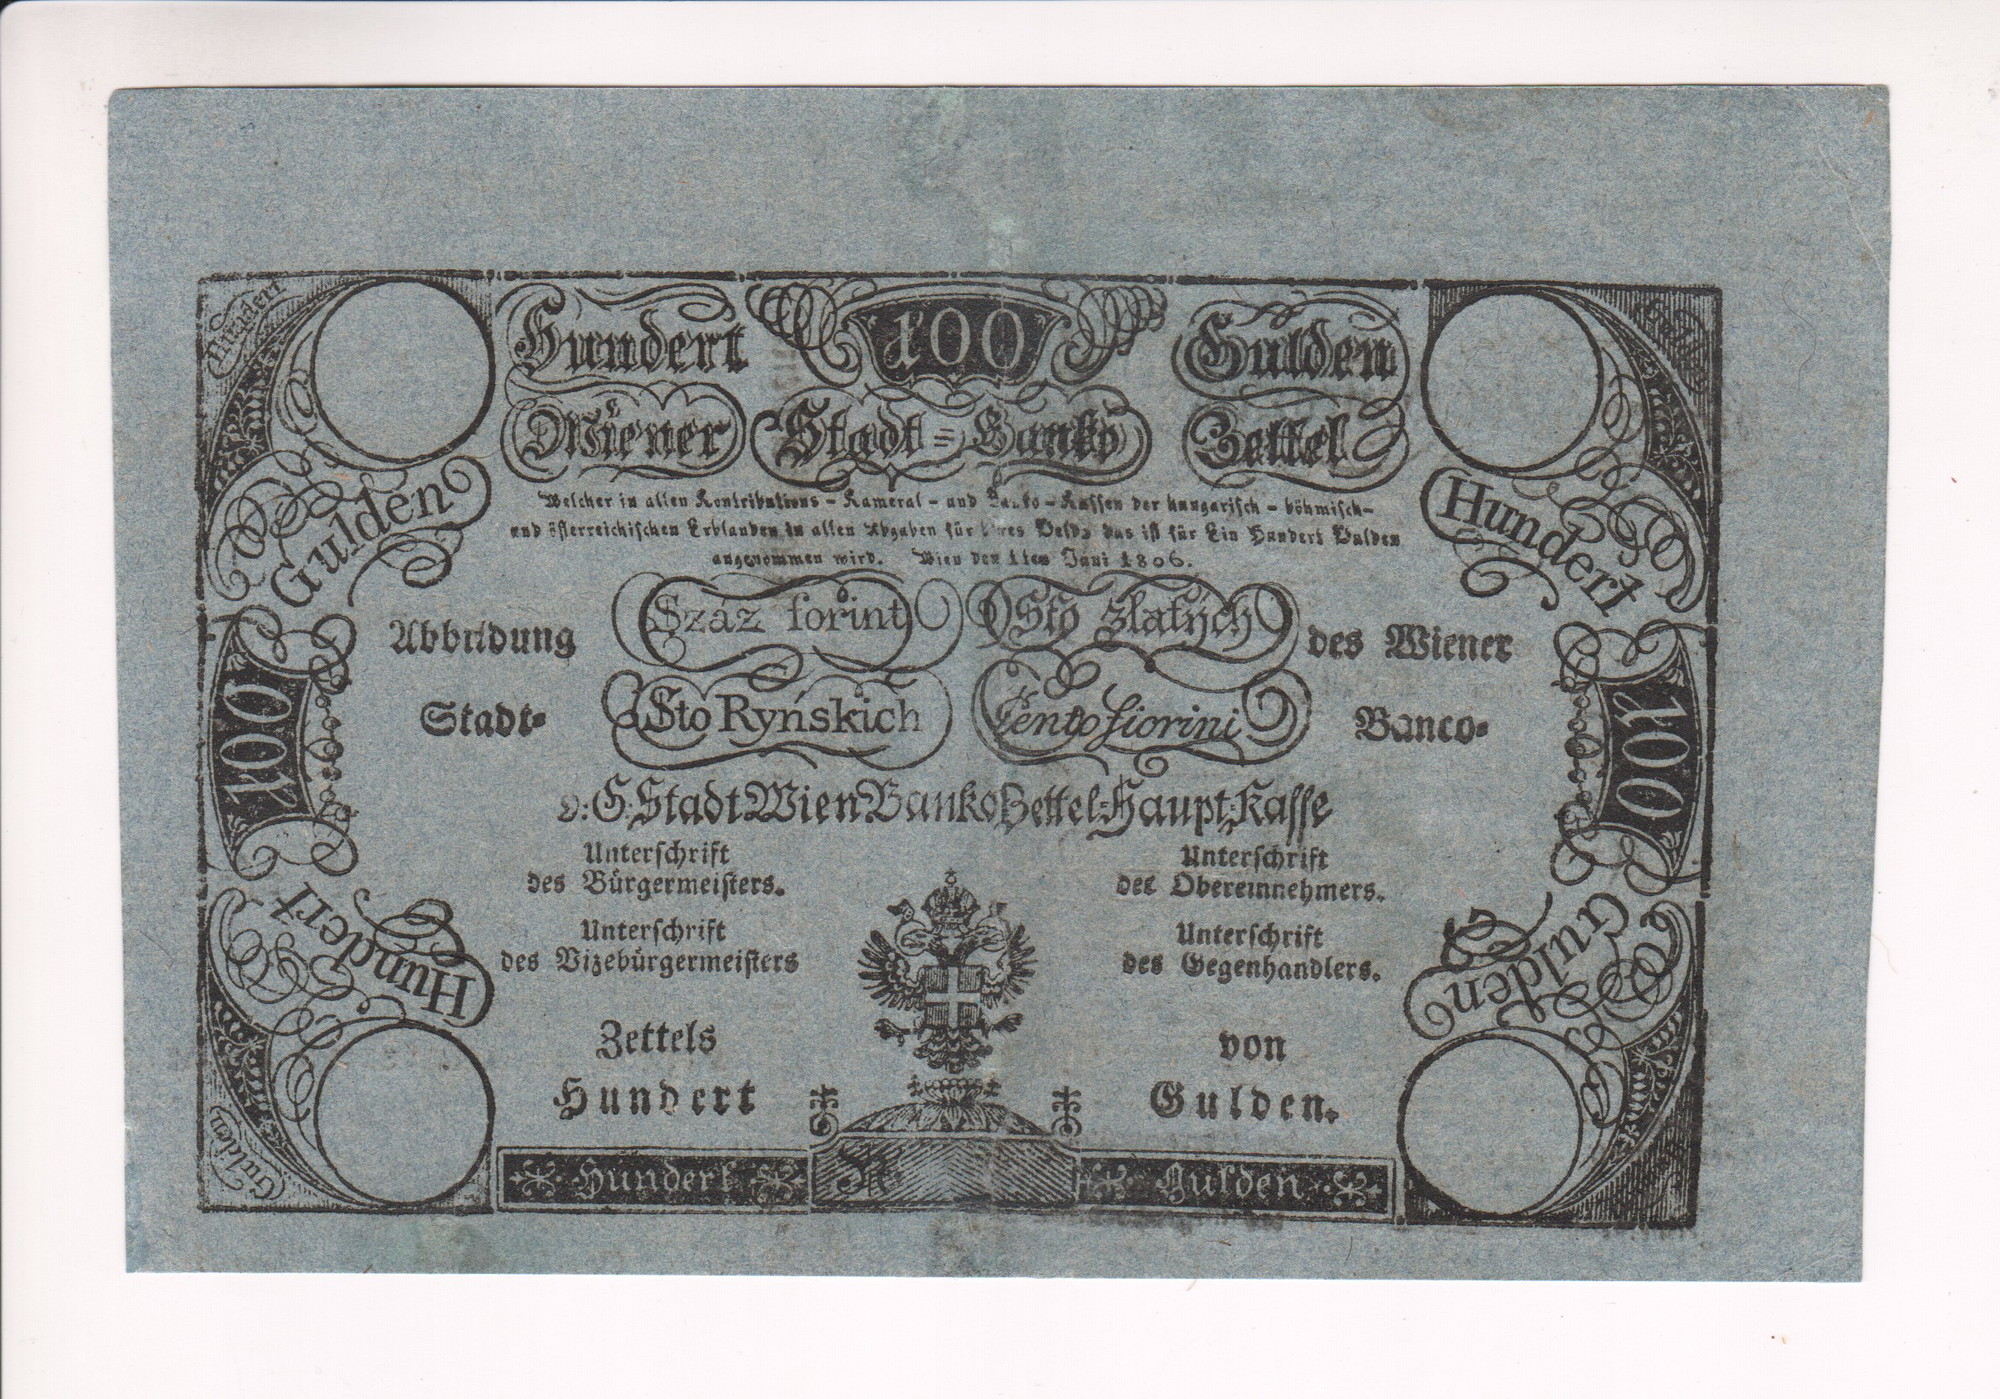 Hundert 100 Gulden
Wiener Stadt=Banko Zettel
Welcher in allen Kontributions - Kameral - und Banko - Kassen der hungarisch - böhmisch-
und österreichischen Erblanden in allen Abgaben für bares Geld, das ist für Ein Hundert Gulden
angenommen wird. Wien den 1ten Juni 1806.
Száz forint Sto zlatých
Abbildung des Wiener
Sto Ryńskich Cento fiorini
Stadt= Banco=
G. Stadt Wien Banko Zettel=Haupt Kasse
Unterschrift
des Bürgermeisters.
Unterschrift
des Obereinnehmers.
Unterschrift
des Vizebürgermeisters
Unterschrift
des Gegenhandlers.
Zettels von
Hundert Gulden.
Hundert Gulden
Hundert
Gulden
100
Hundert
Gulden
Hundert
100
Gulden